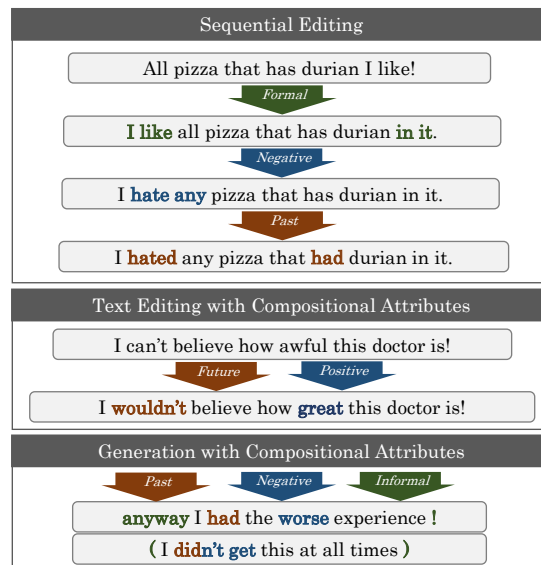 Sequential Editing
All pizza that has durian I like!
Formal
I like all pizza that has durian in it.
Negative
I hate any pizza that has durian in it.
Past
I hated any pizza that had durian in it.
Text Editing with Compositional Attributes
I can't believe how awful this doctor is!
Future Positive
I wouldn't believe how great this doctor is!
Generation with Compositional Attributes
Past Negative Informal
anyway I had the worse experience !
( I didn't get this at all times )